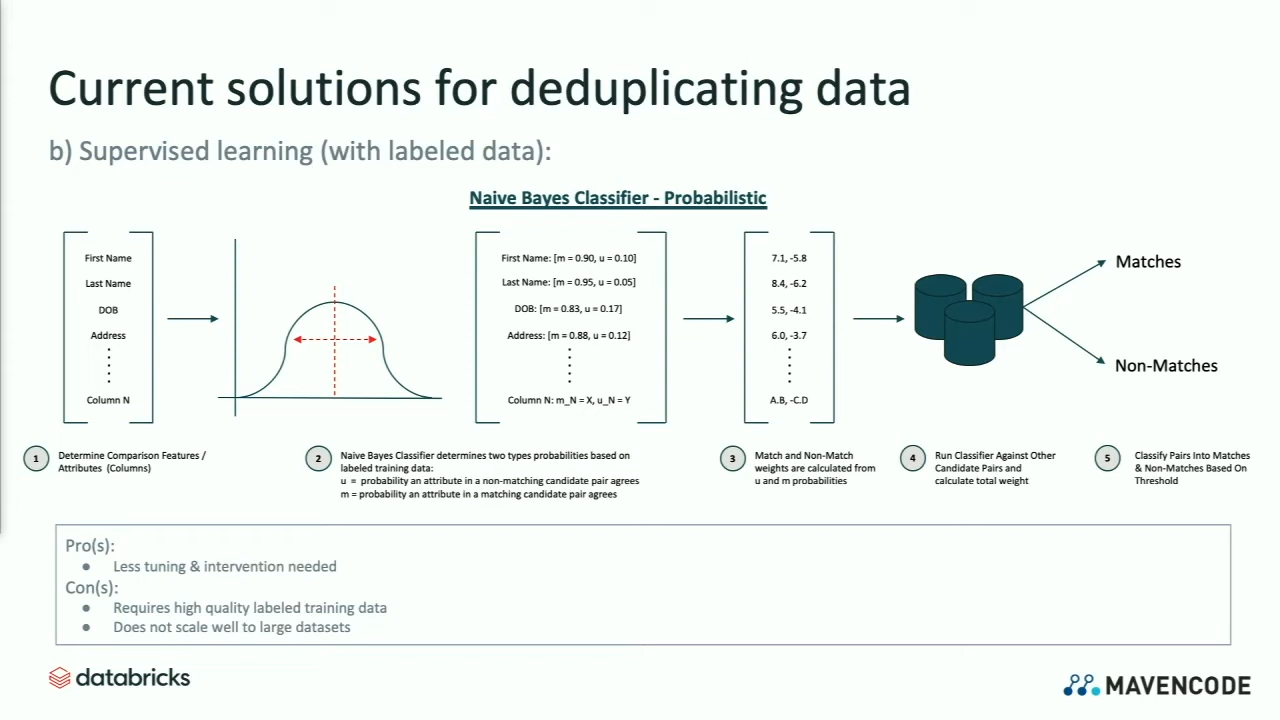 Current solutions for deduplicating data
b) Supervised learning (with labeled data):
Naive Bayes Classifier - Probabilistic
First Name
Last Name
DOB
Address
Column N
First Name: [m = 0.90, u = 0.10]
Last Name: [m = 0.95, u = 0.05]
DOB: [m = 0.83, u = 0.17]
Address: [m = 0.88, u = 0.12]
Column N: m_N = X, u_N = Y
7.1, -5.8
8.4, -6.2
5.5, -4.1
6.0, -3.7
A.B, -C.D
Matches
Non-Matches
1
Determine Comparison Features /
Attributes (Columns)
2
Naive Bayes Classifier determines two types probabilities based on
labeled training data:
u = probability an attribute in a non-matching candidate pair agrees
m = probability an attribute in a matching candidate pair agrees
3
Match and Non-Match
weights are calculated from
u and m probabilities
4
Run Classifier Against Other
Candidate Pairs and
calculate total weight
5
Classify Pairs Into Matches
& Non-Matches Based On
Threshold
Pro(s):
● Less tuning & intervention needed
Con(s):
● Requires high quality labeled training data
● Does not scale well to large datasets
databricks
MAVENCODE